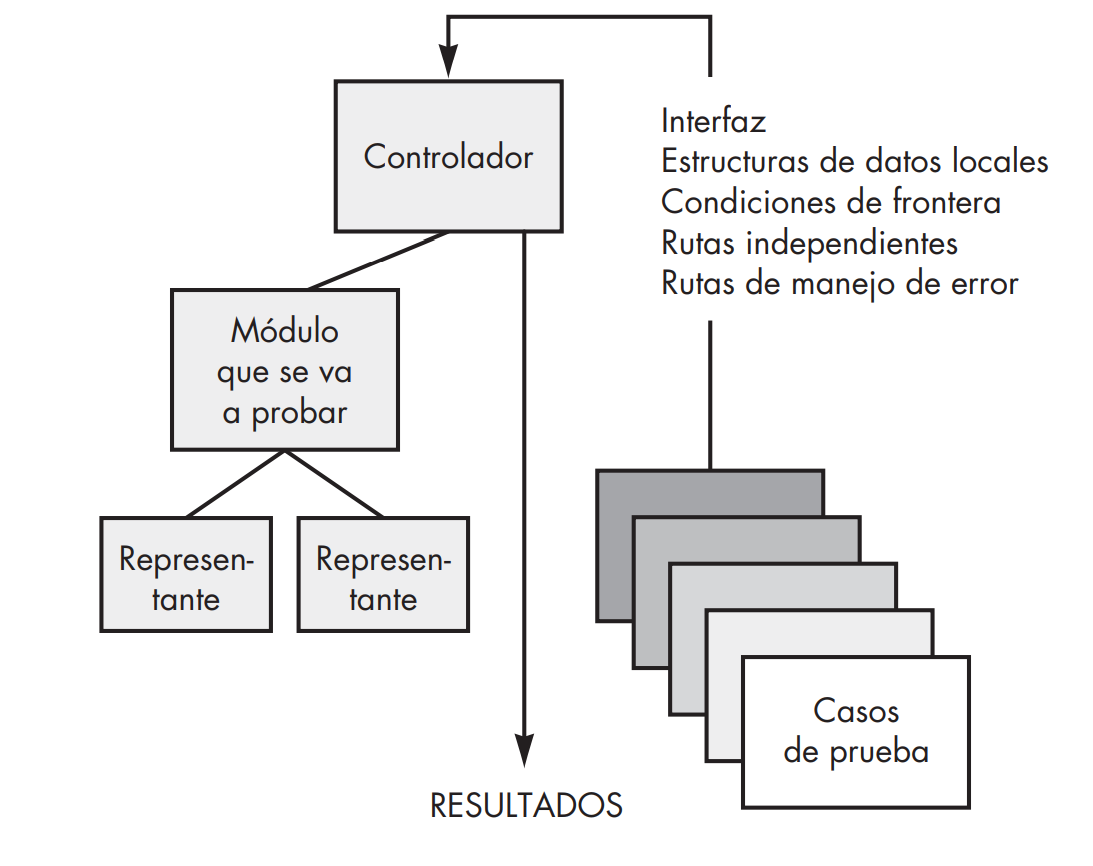 Controlador
Interfaz
Estructuras de datos locales
Condiciones de frontera
Rutas independientes
Rutas de manejo de error
Módulo
que se va
a probar
Represen-
tante
Represen-
tante
Casos
de prueba
RESULTADOS